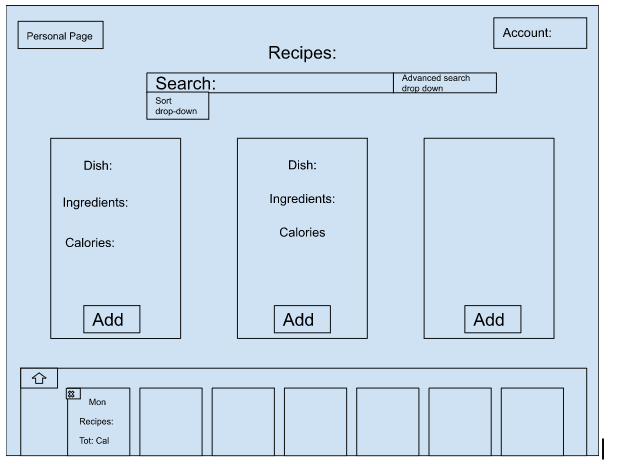 Personal Page
Account:
Recipes:
Search:
Advanced search
drop down
Sort
drop-down
Dish:
Ingredients:
Calories:
Add
Dish:
Ingredients:
Calories
Add
Add
Mon
Recipes:
Tot: Cal